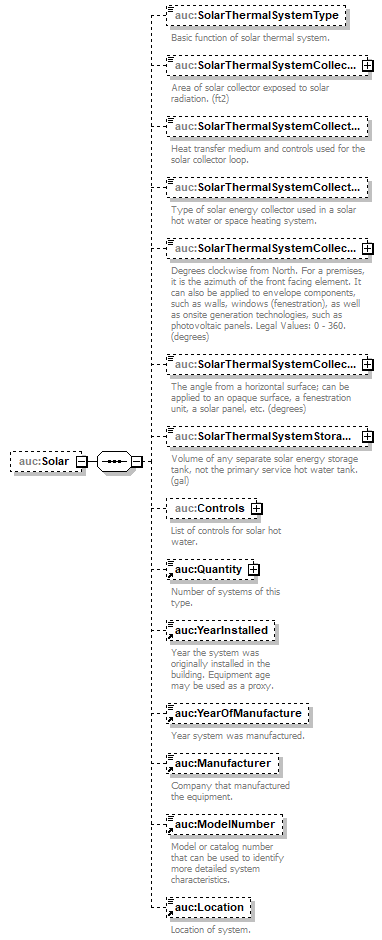 auc:SolarThermalSystemType
Basic function of solar thermal system.
auc:SolarThermalSystemCollec...
Area of solar collector exposed to solar
radiation. (ft2)
auc:SolarThermalSystemCollect...
Heat transfer medium and controls used for the
solar collector loop.
auc:SolarThermalSystemCollect...
Type of solar energy collector used in a solar
hot water or space heating system.
auc:SolarThermalSystemCollec...
Degrees clockwise from North. For a premises,
it is the azimuth of the front facing element. It
can also be applied to envelope components,
such as walls, windows (fenestration), as well
as onsite generation technologies, such as
photovoltaic panels. Legal Values: 0 - 360.
(degrees)
auc:SolarThermalSystemCollec...
The angle from a horizontal surface; can be
applied to an opaque surface, a fenestration
unit, a solar panel, etc. (degrees)
auc:SolarThermalSystemStora...
Volume of any separate solar energy storage
tank, not the primary service hot water tank.
(gal)
auc:Solar
auc:Controls
List of controls for solar hot
water.
auc:Quantity
Number of systems of this
type.
auc:YearInstalled
Year the system was
originally installed in the
building. Equipment age
may be used as a proxy.
auc:YearOfManufacture
Year system was manufactured.
auc:Manufacturer
Company that manufactured
the equipment.
auc:ModelNumber
Model or catalog number
that can be used to identify
more detailed system
characteristics.
auc:Location
Location of system.